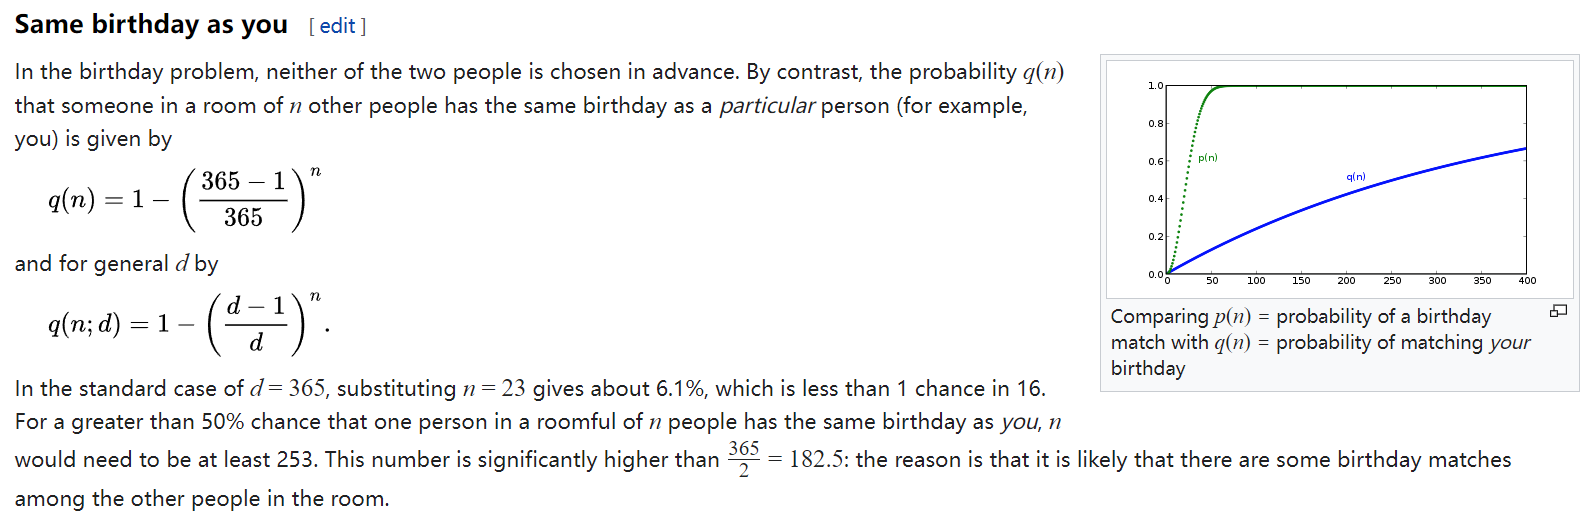 Same birthday as you [ edit ]
In the birthday problem, neither of the two people is chosen in advance. By contrast, the probability q(n)
that someone in a room of n other people has the same birthday as a particular person (for example,
you) is given by
q(n) = 1 − ((365 − 1)/365)^n
and for general d by
q(n; d) = 1 − ((d − 1)/d)^n.
In the standard case of d = 365, substituting n = 23 gives about 6.1%, which is less than 1 chance in 16.
For a greater than 50% chance that one person in a roomful of n people has the same birthday as you, n
would need to be at least 253. This number is significantly higher than 365/2 = 182.5: the reason is that it is likely that there are some birthday matches
among the other people in the room.
1.0
0.8
0.6
0.4
0.2
0.0
p(n)
q(n)
0 50 100 150 200 250 300 350 400
Comparing p(n) = probability of a birthday
match with q(n) = probability of matching your
birthday